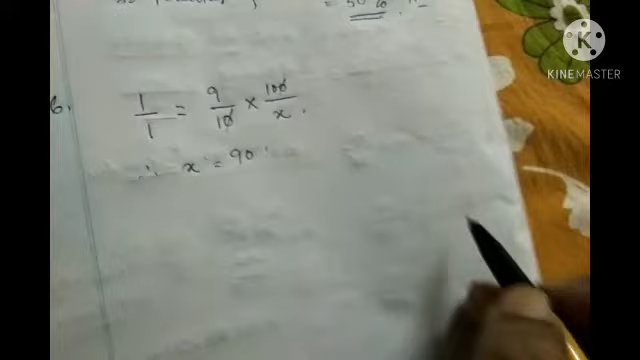 = 50%.
6. 1/1 = 9/10 × 100/x.
∴ x = 90
K
KINEMASTER